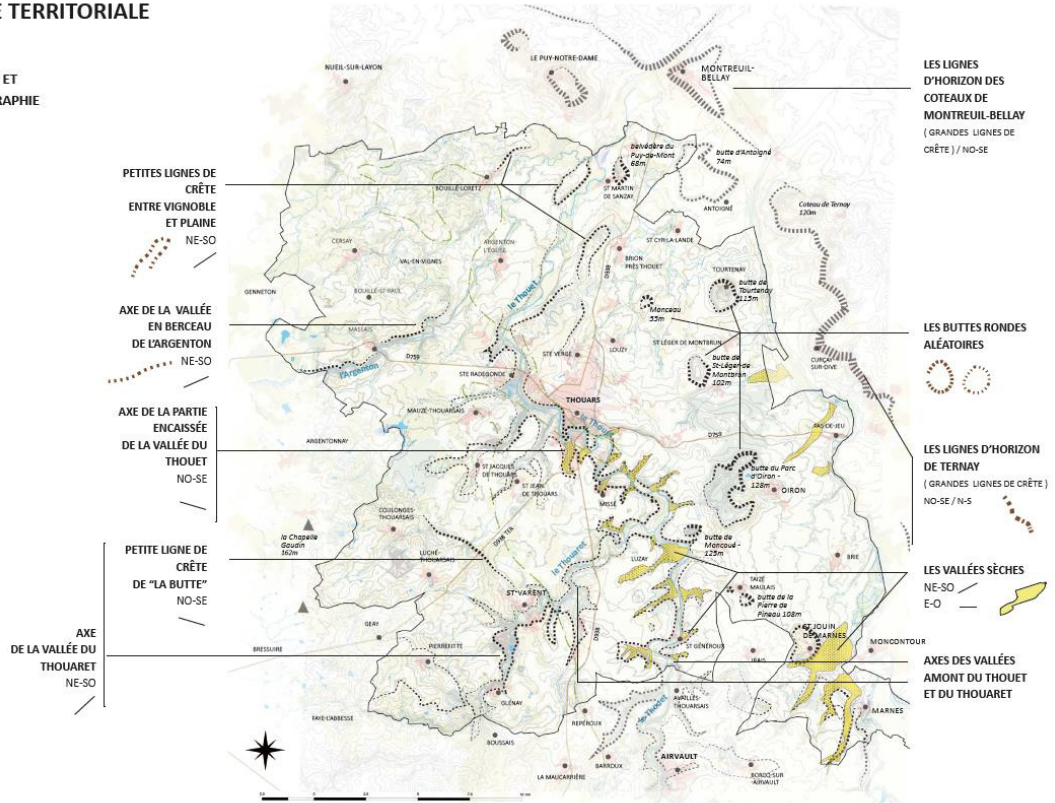 E TERRITORIALE
ET
RAPHIE
PETITES LIGNES DE
CRÊTE
ENTRE VIGNOBLE
ET PLAINE
NE-SO
AXE DE LA VALLÉE
EN BERCEAU
DE L'ARGENTON
NE-SO
AXE DE LA PARTIE
ENCAISSÉE
DE LA VALLÉE DU
THOUET
NO-SE
PETITE LIGNE DE
CRÊTE
DE "LA BUTTE"
NO-SE
AXE
DE LA VALLÉE DU
THOUARET
NE-SO
NUEIL-SUR-LAYON
LE PUY-NOTRE-DAME
MONTREUIL-
BELLAY
belvédère du
Puy-de-Mont
68m
butte d'Antoigné
74m
BOUILLÉ-LORETZ
ST MARTIN
DE SANZAY
ANTOIGNÉ
Coteau de Ternay
120m
CERSAY
VAL-EN-VIGNES
ARGENTON-
L'ÉGLISE
ST CYR-LA-LANDE
BRION
PRÈS THOUET
D938
TOURTENAY
butte de
Tourtenay
115m
GENNETON
BOUILLÉ-ST-PAUL
le Thouet
Monceau
55m
MASSAIS
D759
l'Argenton
STE VERGE
LOUZY
ST LÉGER DE MONTBRUN
butte de
St-Léger-de
Montbrun
102m
CURÇAY
SUR-DIVE
STE RADEGONDE
THOUARS
MAUZÉ-THOUARSAIS
le Thouet
D759
PAS-DE-JEU
ARGENTONNAY
ST JACQUES
DE THOUARS
ST JEAN
DE THOUARS
MISSÉ
butte du Parc
d'Oiron -
128m
OIRON
COULONGES-
THOUARSAIS
la Chapelle
Gaudin
162m
LUCHÉ-
THOUARSAIS
D938 TER
le Thouaret
LUZAY
butte de
Moncoué -
125m
BRIE
TAIZÉ
MAULAIS
butte de la
Pierre de
Pineau 108m
ST VARENT
GEAY
D938
ST JOUIN
DE MARNES
MONCONTOUR
BRESSUIRE
PIERREFITTE
ST GÉNÉROUX
IRAIS
GLÉNAY
AVAILLES-
THOUARSAIS
MARNES
FAYE-L'ABBESSE
REPÉROUX
le Thouet
BOUSSAIS
BARROUX
AIRVAULT
LA MAUCARRIÈRE
BORCQ-SUR
-AIRVAULT
LES LIGNES
D'HORIZON DES
COTEAUX DE
MONTREUIL-BELLAY
( GRANDES LIGNES DE
CRÊTE ) / NO-SE
LES BUTTES RONDES
ALÉATOIRES
LES LIGNES D'HORIZON
DE TERNAY
( GRANDES LIGNES DE CRÊTE )
NO-SE / N-S
LES VALLÉES SÈCHES
NE-SO
E-O
AXES DES VALLÉES
AMONT DU THOUET
ET DU THOUARET